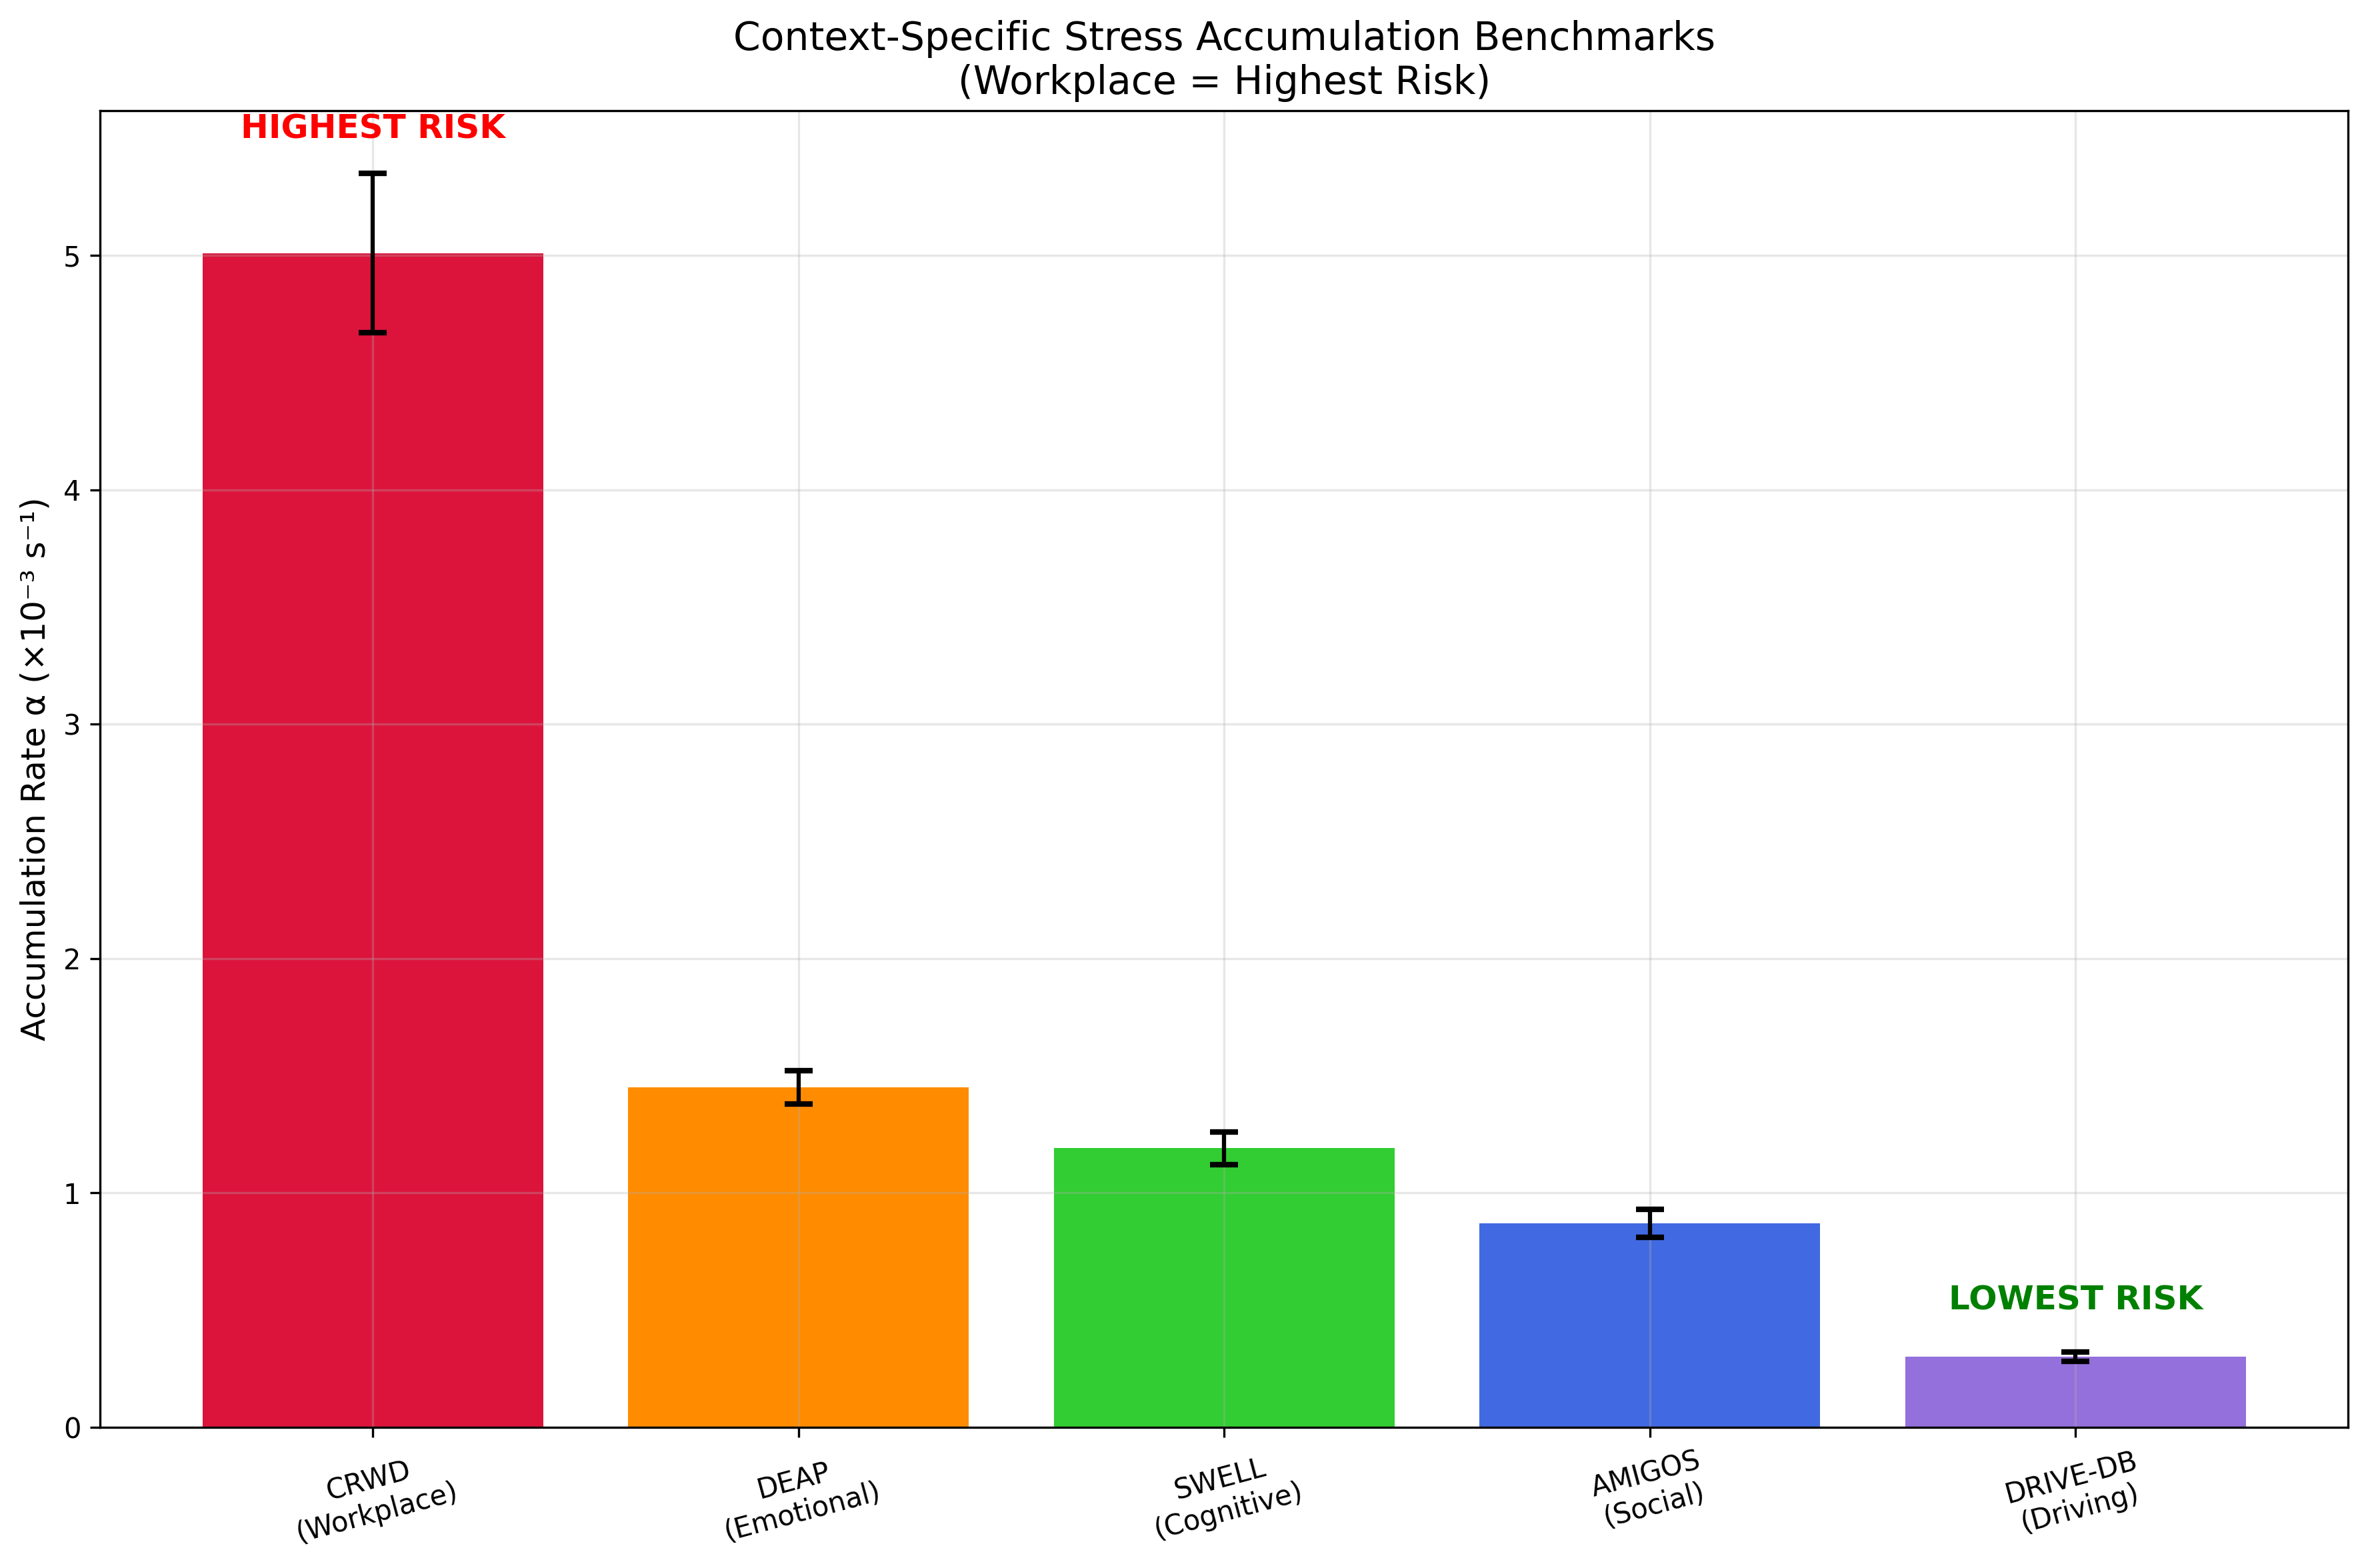 Context-Specific Stress Accumulation Benchmarks
(Workplace = Highest Risk)
HIGHEST RISK
Accumulation Rate α (×10⁻³ s⁻¹)
5
4
3
2
1
0
LOWEST RISK
CRWD
(Workplace)
DEAP
(Emotional)
SWELL
(Cognitive)
AMIGOS
(Social)
DRIVE-DB
(Driving)